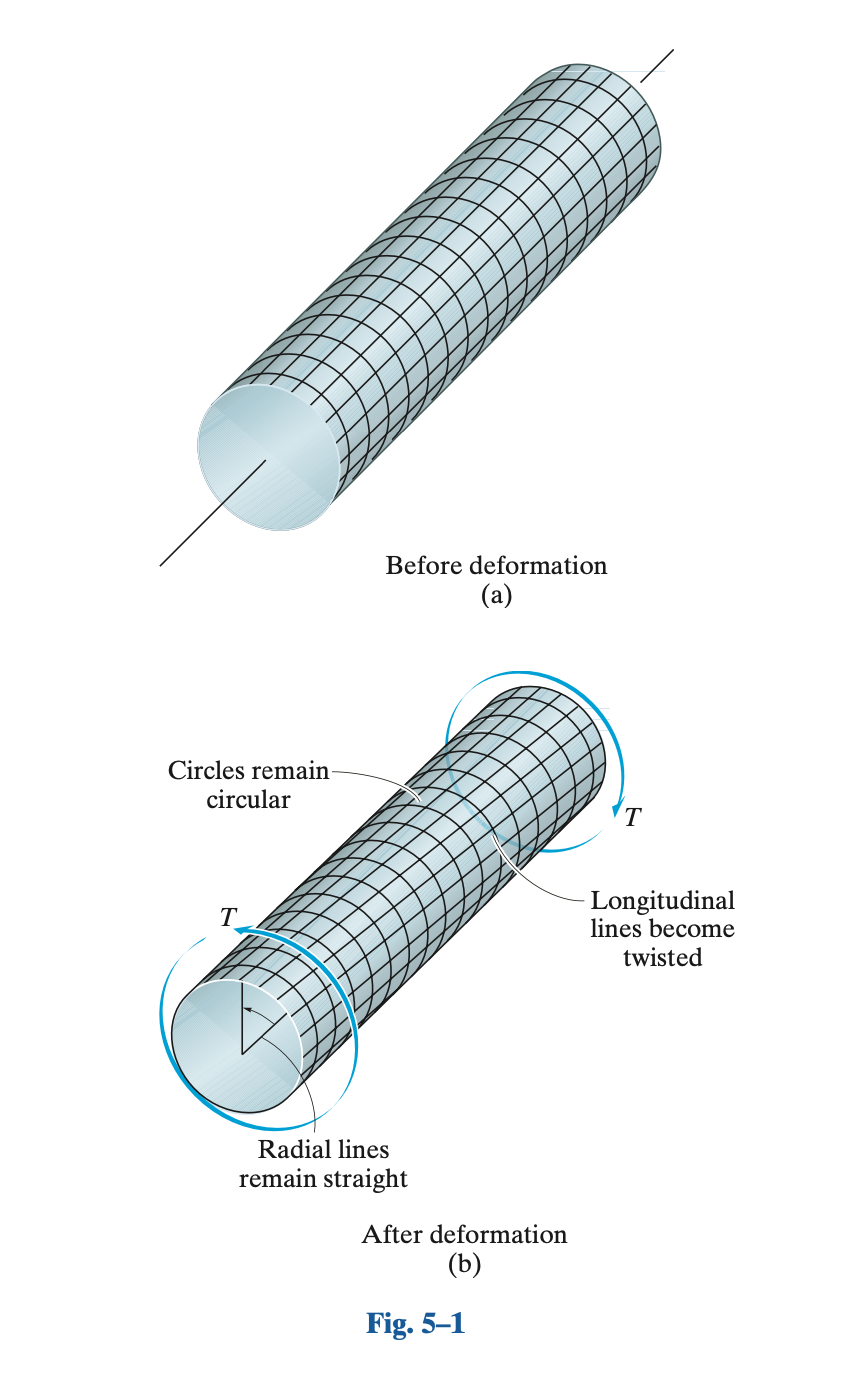 Before deformation
(a)
Circles remain
circular
T
Longitudinal
lines become
twisted
T
Radial lines
remain straight
After deformation
(b)
Fig. 5–1